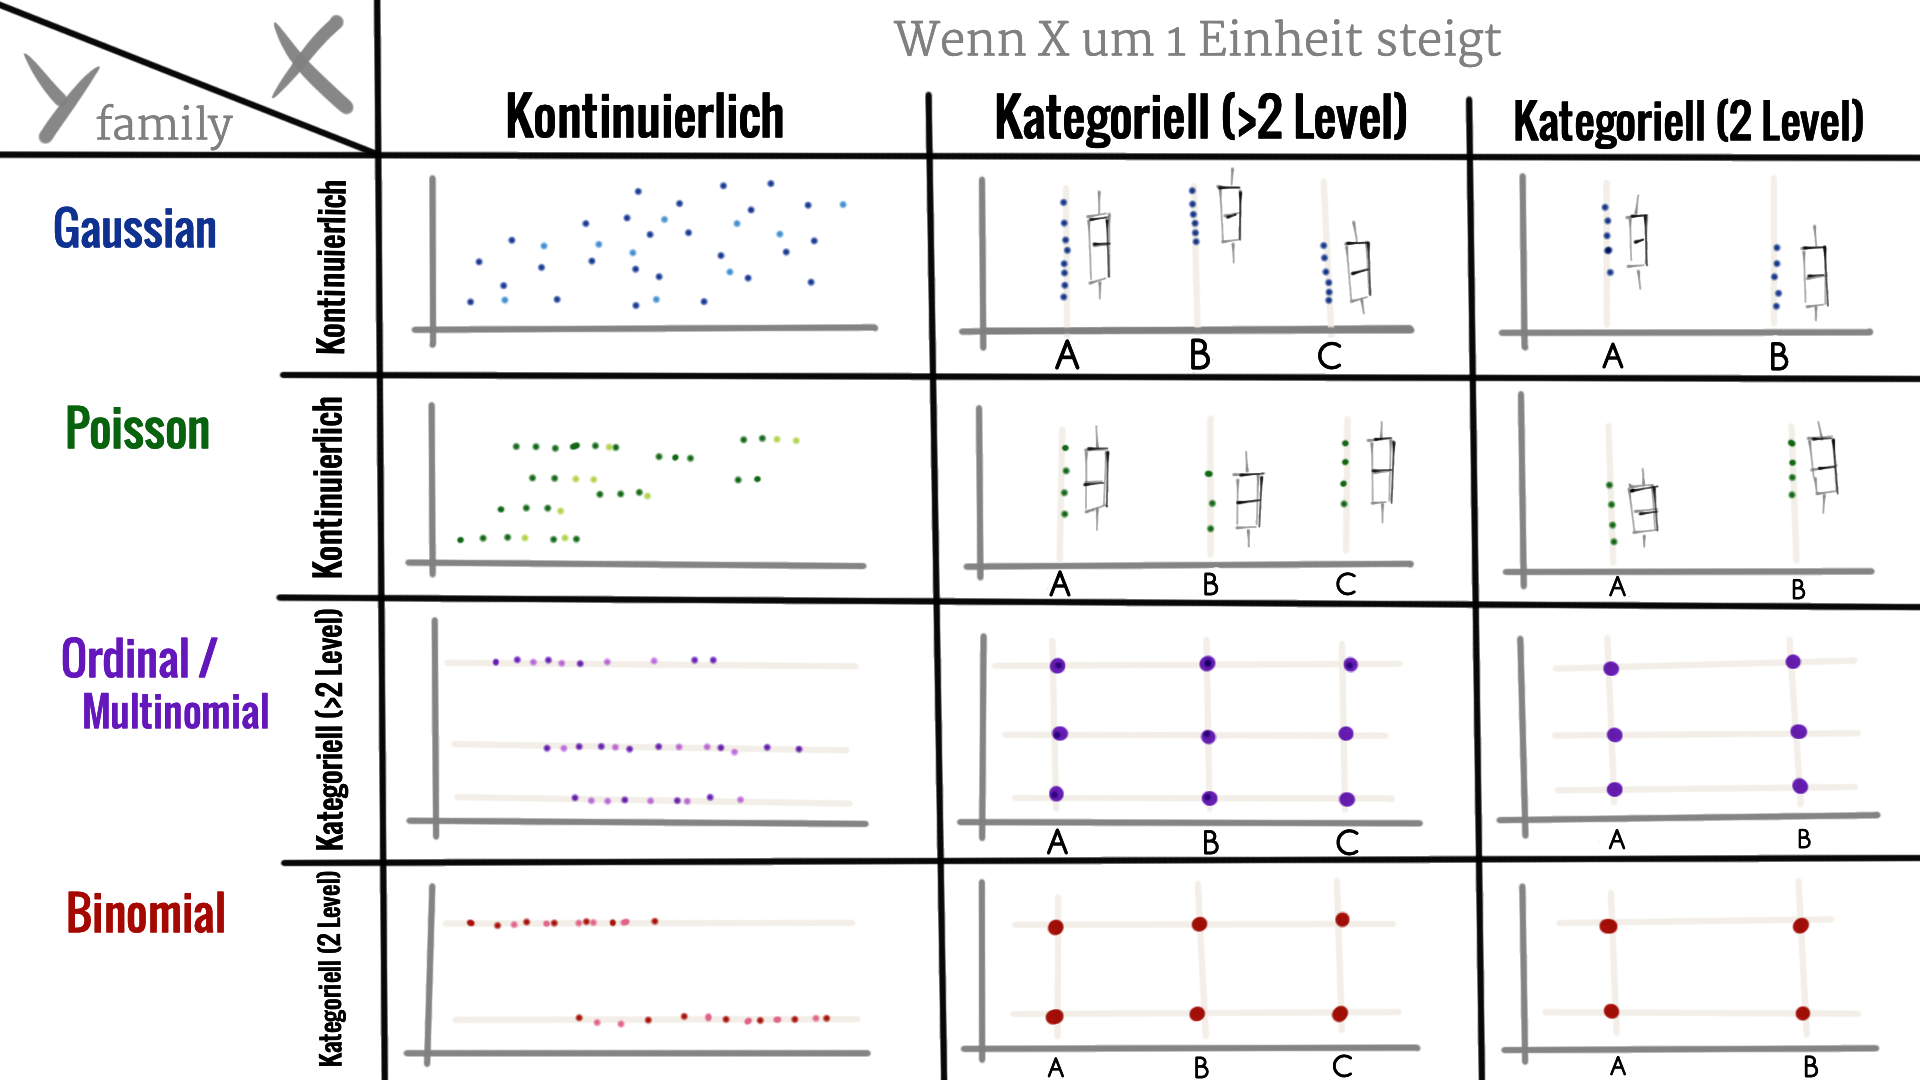 Wenn X um 1 Einheit steigt
X
Y family
Kontinuierlich
Kategoriell (>2 Level)
Kategoriell (2 Level)
Gaussian
Kontinuierlich
A B C
A B
Poisson
Kontinuierlich
A B C
A B
Ordinal /
Multinomial
Kategoriell (>2 Level)
A B C
A B
Binomial
Kategoriell (2 Level)
A B C
A B